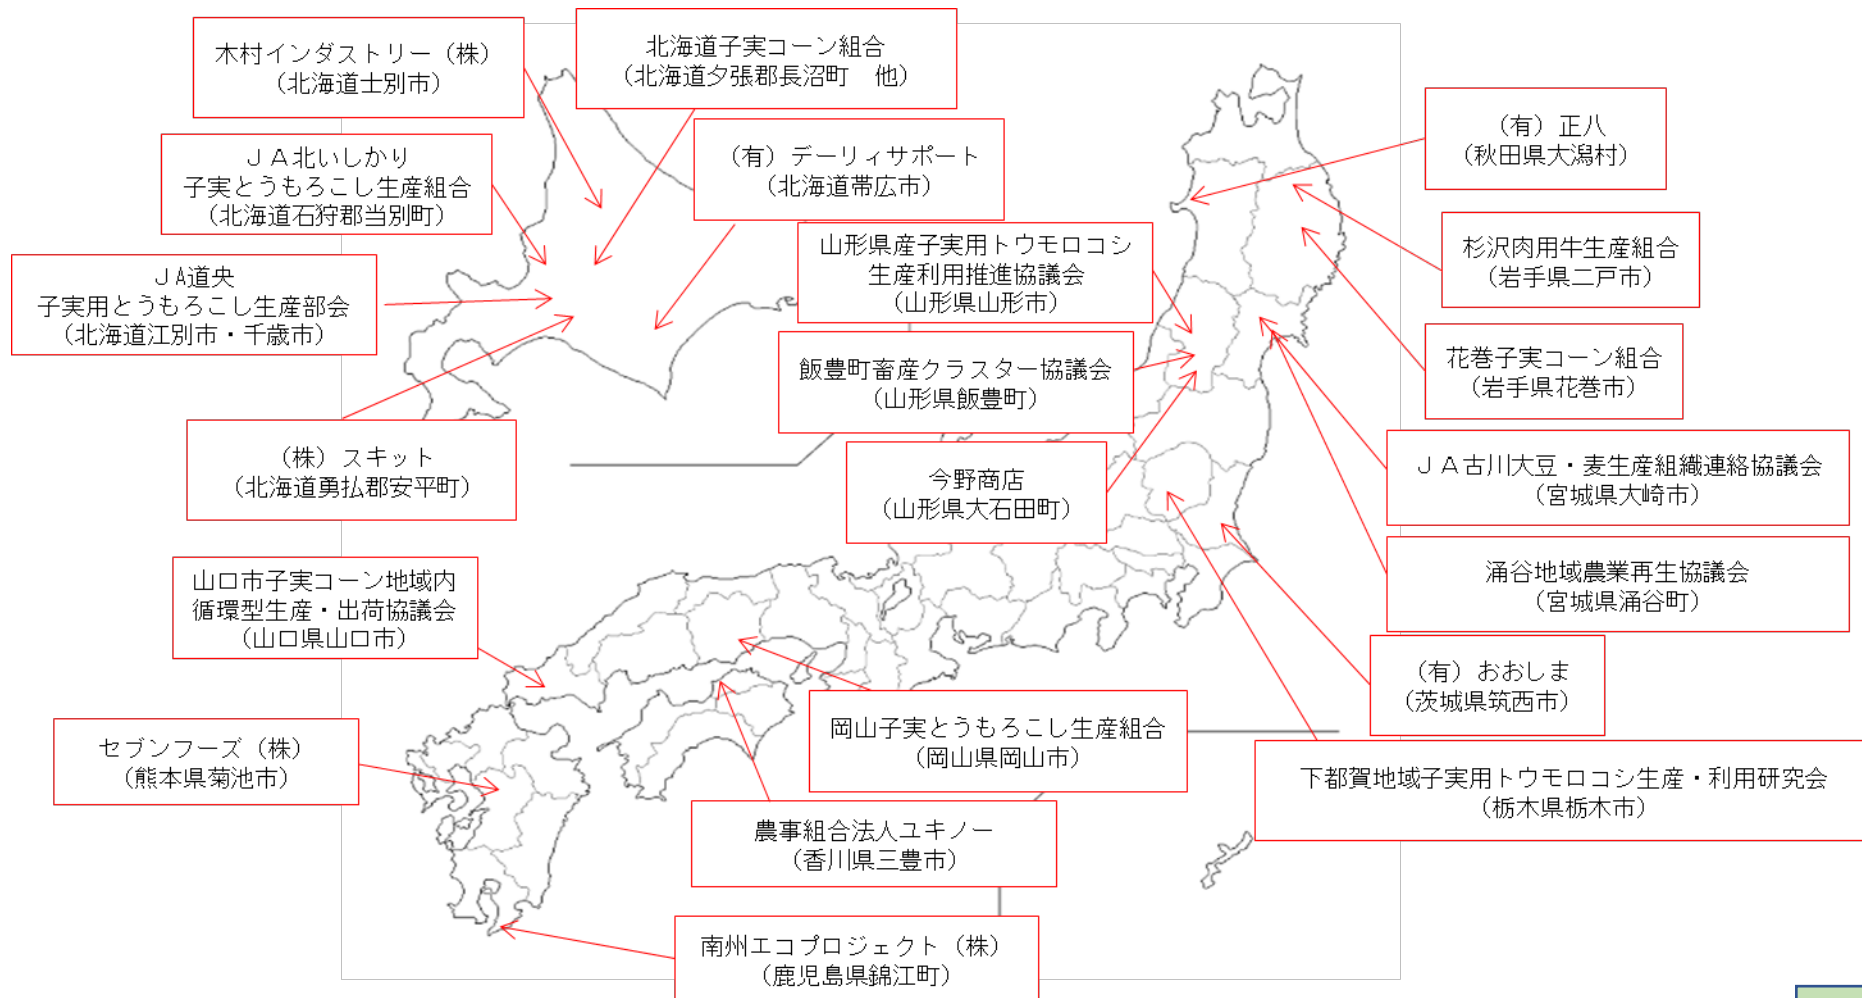 木村インダストリー（株）
（北海道士別市）
北海道子実コーン組合
（北海道夕張郡長沼町　他）
ＪＡ北いしかり
子実とうもろこし生産組合
（北海道石狩郡当別町）
（有）デーリィサポート
（北海道帯広市）
ＪＡ道央
子実用とうもろこし生産部会
（北海道江別市・千歳市）
（株）スキット
（北海道勇払郡安平町）
山形県産子実用トウモロコシ
生産利用推進協議会
（山形県山形市）
飯豊町畜産クラスター協議会
（山形県飯豊町）
今野商店
（山形県大石田町）
（有）正八
（秋田県大潟村）
杉沢肉用牛生産組合
（岩手県二戸市）
花巻子実コーン組合
（岩手県花巻市）
ＪＡ古川大豆・麦生産組織連絡協議会
（宮城県大崎市）
涌谷地域農業再生協議会
（宮城県涌谷町）
（有）おおしま
（茨城県筑西市）
下都賀地域子実用トウモロコシ生産・利用研究会
（栃木県栃木市）
山口市子実コーン地域内
循環型生産・出荷協議会
（山口県山口市）
岡山子実とうもろこし生産組合
（岡山県岡山市）
セブンフーズ（株）
（熊本県菊池市）
農事組合法人ユキノー
（香川県三豊市）
南州エコプロジェクト（株）
（鹿児島県錦江町）